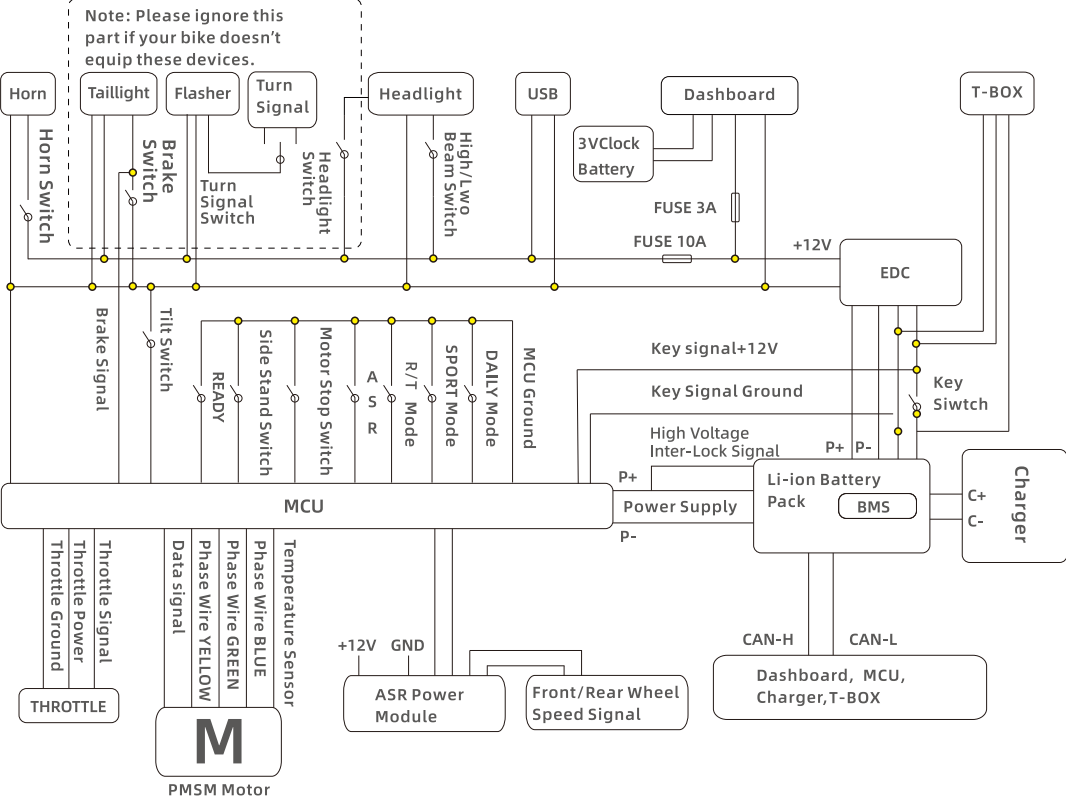 Note: Please ignore this
part if your bike doesn't
equip these devices.
Horn
Taillight
Flasher
Turn
Signal
Headlight
USB
Dashboard
T-BOX
3VClock
Battery
Horn Switch
Brake
Switch
Turn
Signal
Switch
Headlight
Switch
High/Lwo
Beam Switch
FUSE 3A
FUSE 10A
+12V
EDC
Brake Signal
Tilt Switch
READY
Side Stand Switch
Motor Stop Switch
A
S
R
R/T Mode
SPORT Mode
DAILY Mode
MCU Ground
Key signal+12V
Key Signal Ground
Key
Siwtch
High Voltage
Inter-Lock Signal
P+
P-
P+
Power Supply
P-
MCU
Li-ion Battery
Pack
BMS
C+
C-
Charger
Throttle Ground
Throttle Power
Throttle Signal
Data signal
Phase Wire YELLOW
Phase Wire GREEN
Phase Wire BLUE
Temperature Sensor
THROTTLE
M
PMSM Motor
+12V
GND
ASR Power
Module
Front/Rear Wheel
Speed Signal
CAN-H
CAN-L
Dashboard, MCU,
Charger,T-BOX